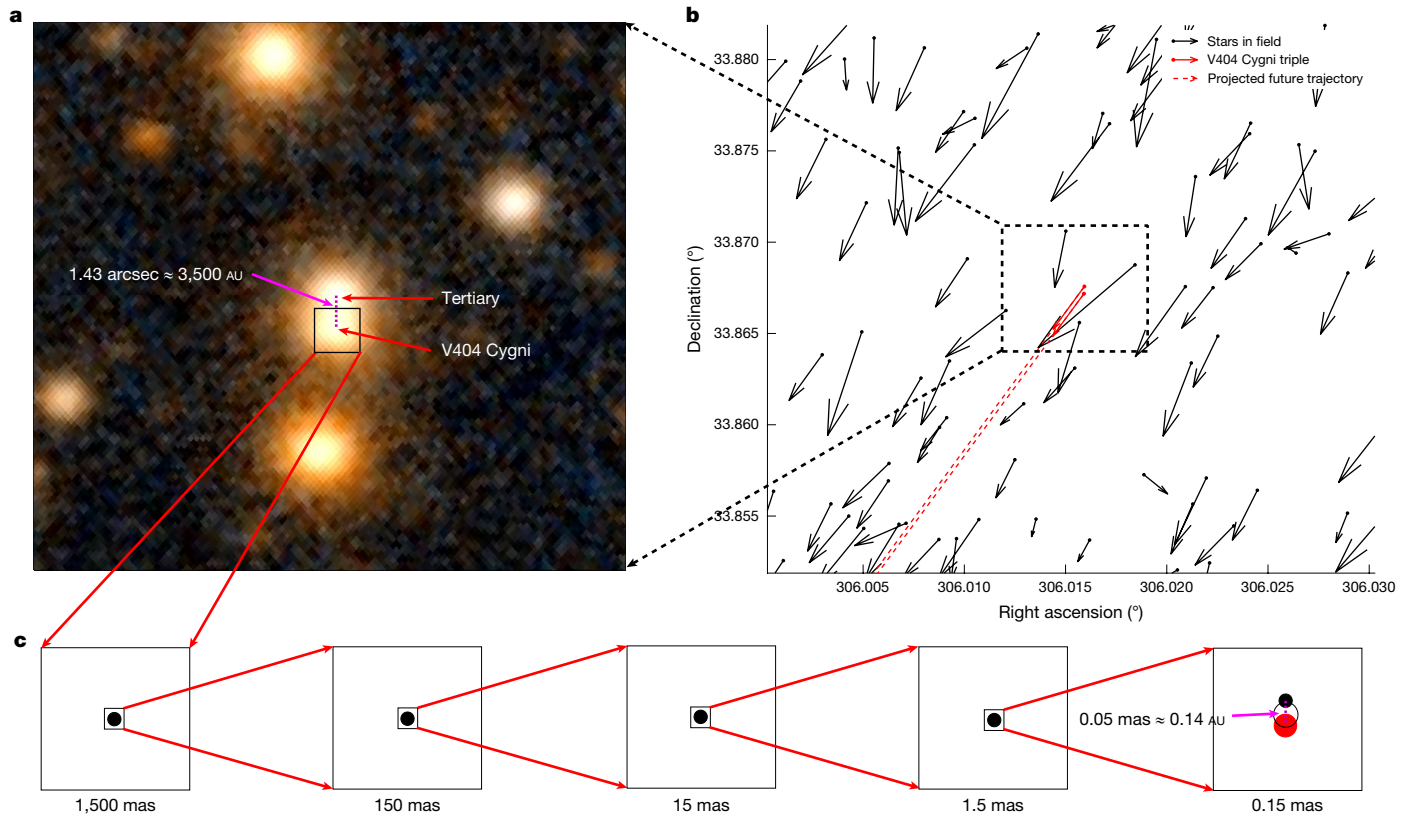 a
1.43 arcsec ≈ 3,500 AU
Tertiary
V404 Cygni
b
Stars in field
V404 Cygni triple
Projected future trajectory
Declination (°)
33.880
33.875
33.870
33.865
33.860
33.855
306.005 306.010 306.015 306.020 306.025 306.030
Right ascension (°)
c
0.05 mas ≈ 0.14 AU
1,500 mas 150 mas 15 mas 1.5 mas 0.15 mas